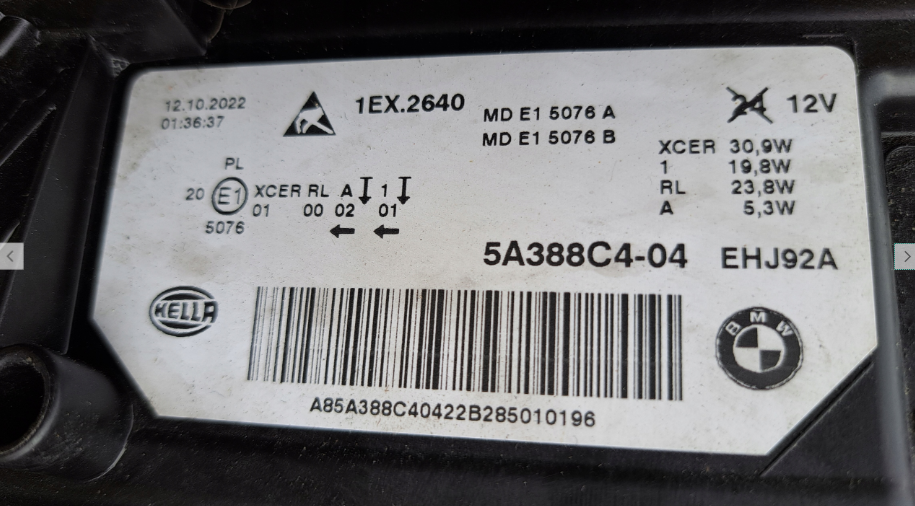 12.10.2022
01:36:37
1EX.2640
MD E1 5076 A
MD E1 5076 B
24 12V
XCER 30,9W
1 19,8W
RL 23,8W
A 5,3W
PL
20 E1 XCER RL A 1
01 00 02 01
5076
5A388C4-04 EHJ92A
HELLA
BMW
A85A388C40422B285010196